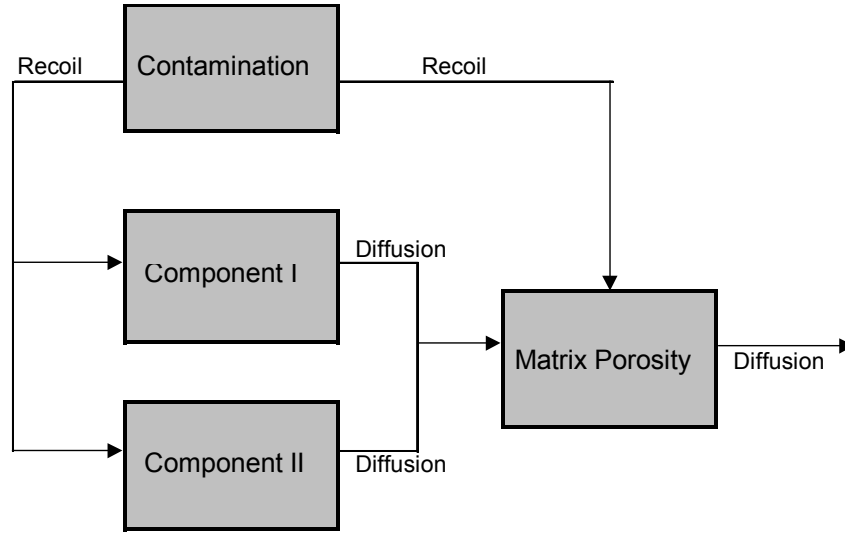 Recoil
Contamination
Recoil
Component I
Diffusion
Matrix Porosity
Diffusion
Component II
Diffusion